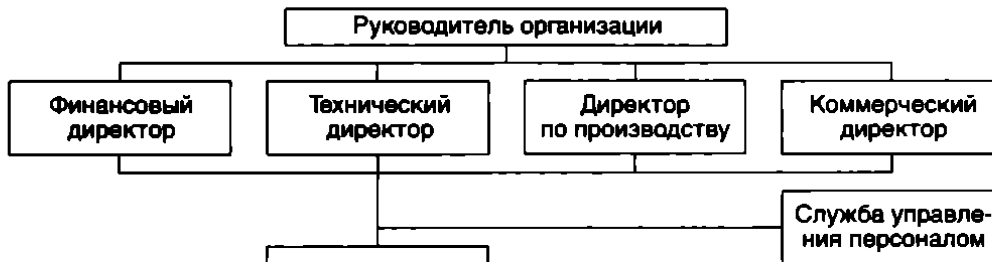 Руководитель организации
Финансовый
директор
Технический
директор
Директор
по производству
Коммерческий
директор
Служба управле-
ния персоналом